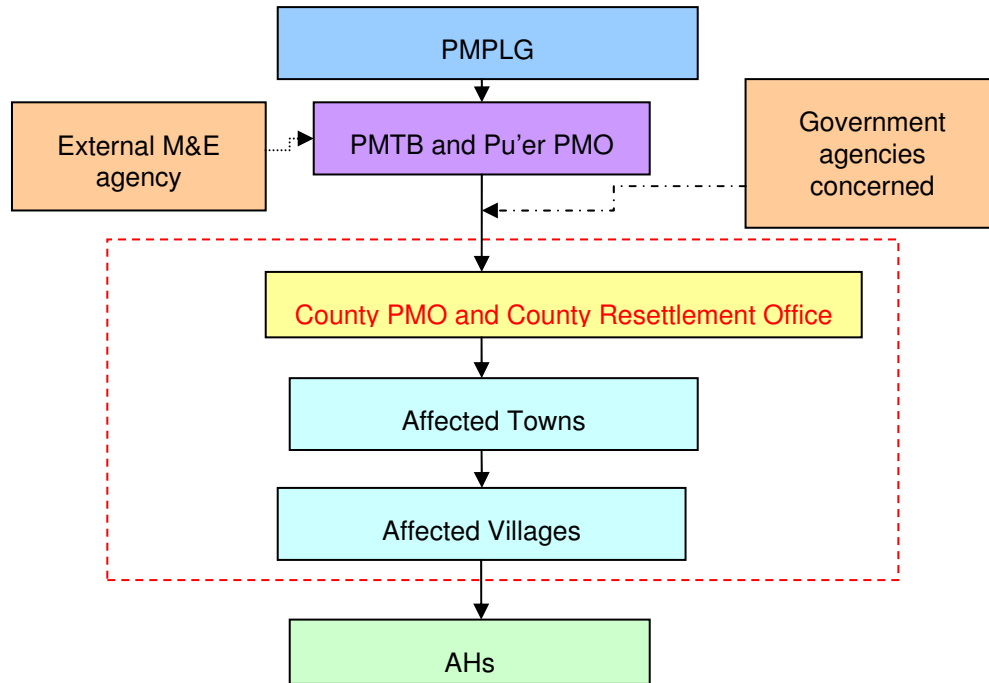 PMPLG
External M&E
agency
PMTB and Pu’er PMO
Government
agencies
concerned
County PMO and County Resettlement Office
Affected Towns
Affected Villages
AHs